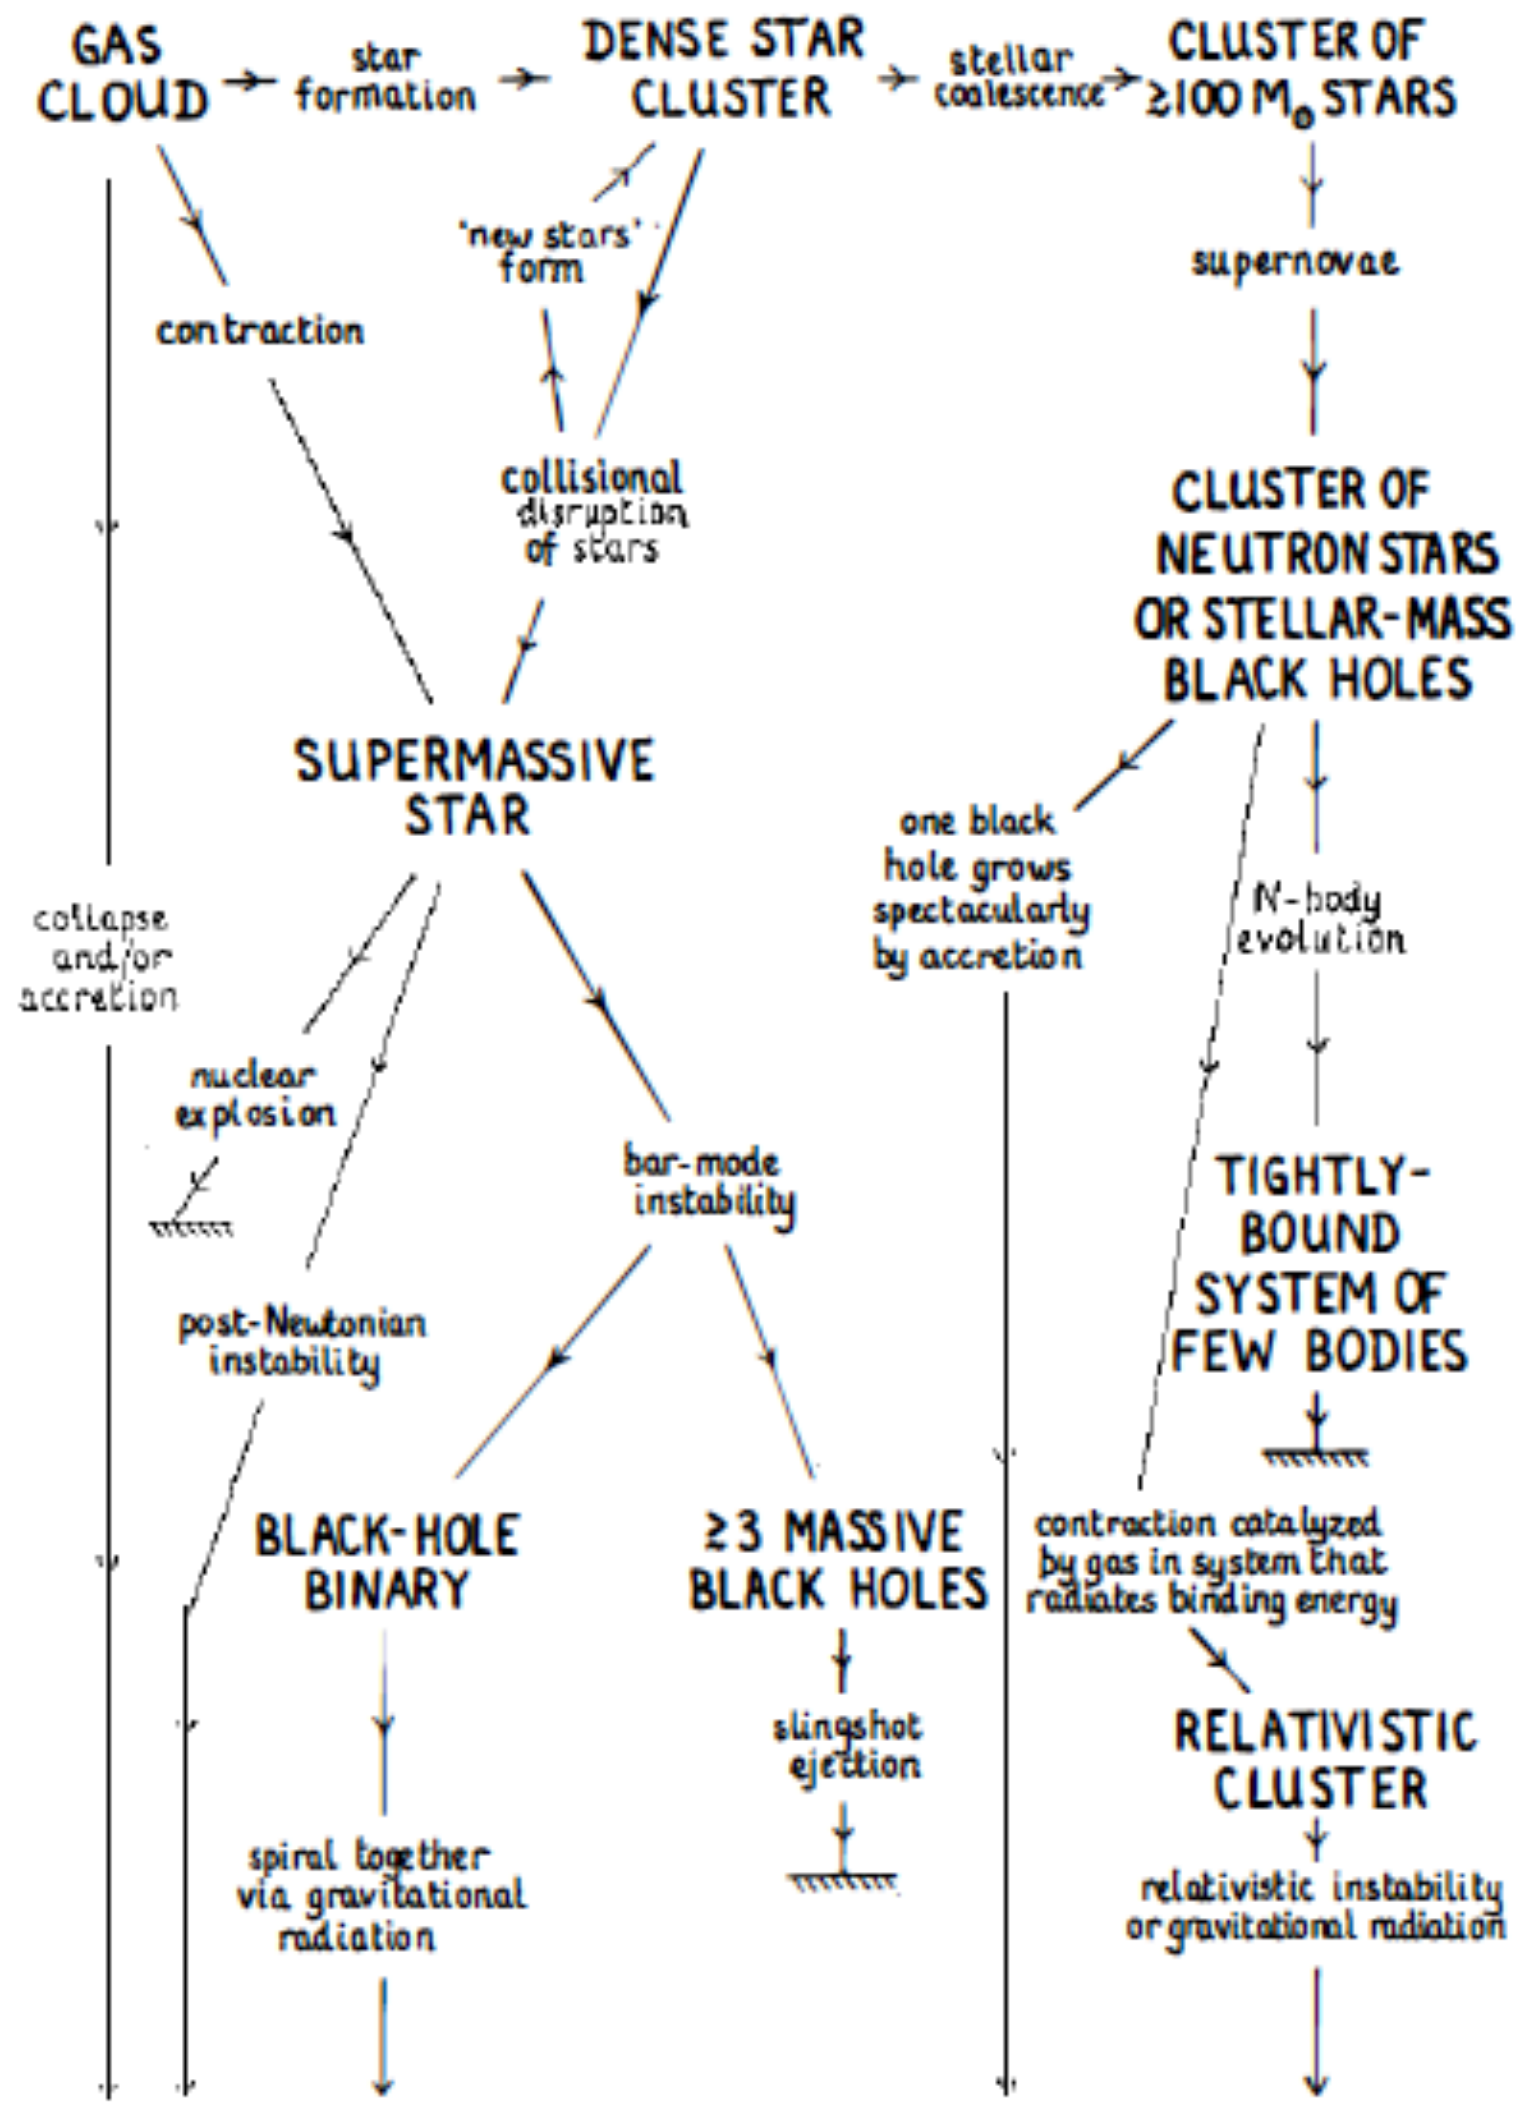 GAS
CLOUD
star
formation
DENSE STAR
CLUSTER
stellar
coalescence
CLUSTER OF
≥100 M⊙ STARS
'new stars'
form
supernovae
contraction
collisional
disruption
of stars
CLUSTER OF
NEUTRON STARS
OR STELLAR-MASS
BLACK HOLES
SUPERMASSIVE
STAR
one black
hole grows
spectacularly
by accretion
N-body
evolution
collapse
and/or
accretion
nuclear
explosion
bar-mode
instability
TIGHTLY-
BOUND
SYSTEM OF
FEW BODIES
post-Newtonian
instability
BLACK-HOLE
BINARY
≥3 MASSIVE
BLACK HOLES
contraction catalyzed
by gas in system that
radiates binding energy
slingshot
ejection
RELATIVISTIC
CLUSTER
spiral together
via gravitational
radiation
relativistic instability
or gravitational radiation